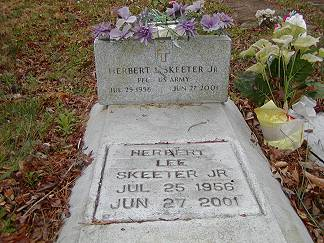 HERBERT L SKEETER JR
PFC US ARMY
JUL 25 1956 JUN 27 2001
HERBERT
LEE
SKEETER JR
JUL 25 1956
JUN 27 2001